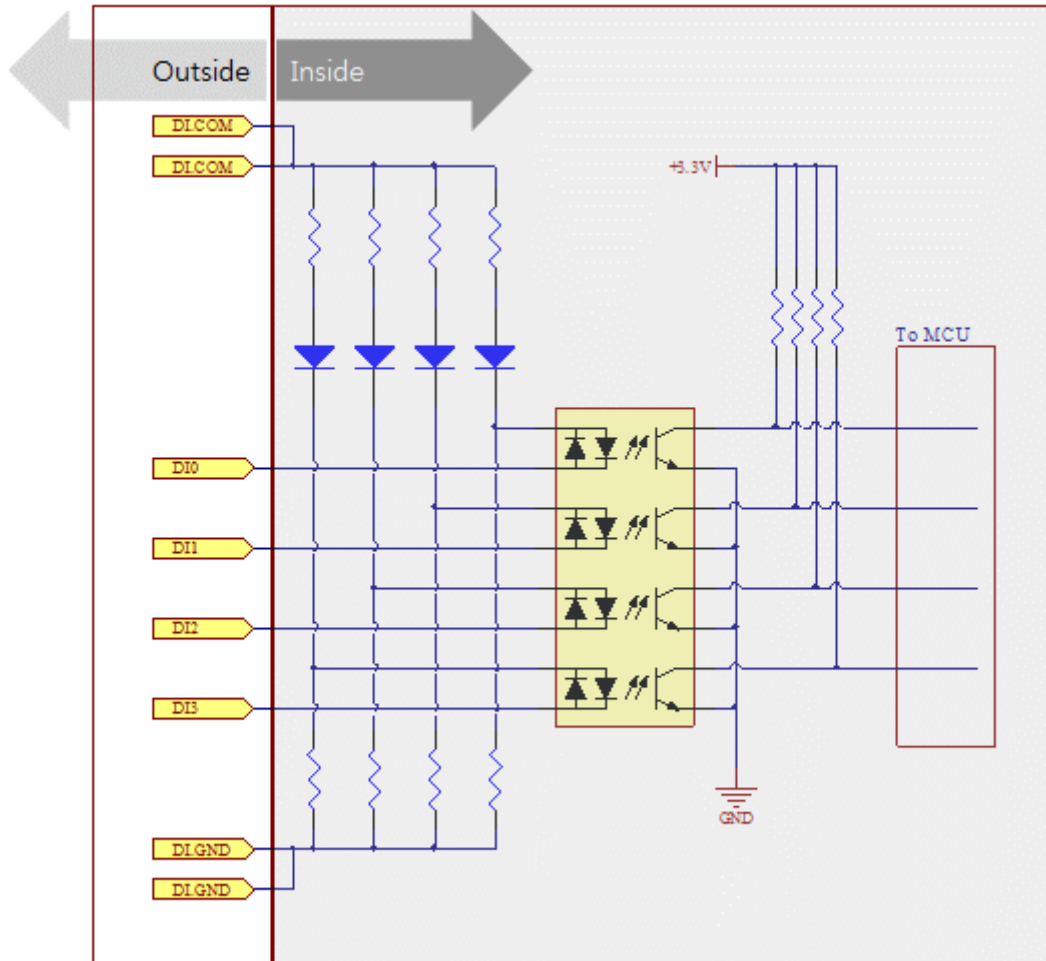 Outside
Inside
DI.COM
DI.COM
+3.3V
To MCU
DI0
DI1
DI2
DI3
DI.GND
DI.GND
GND